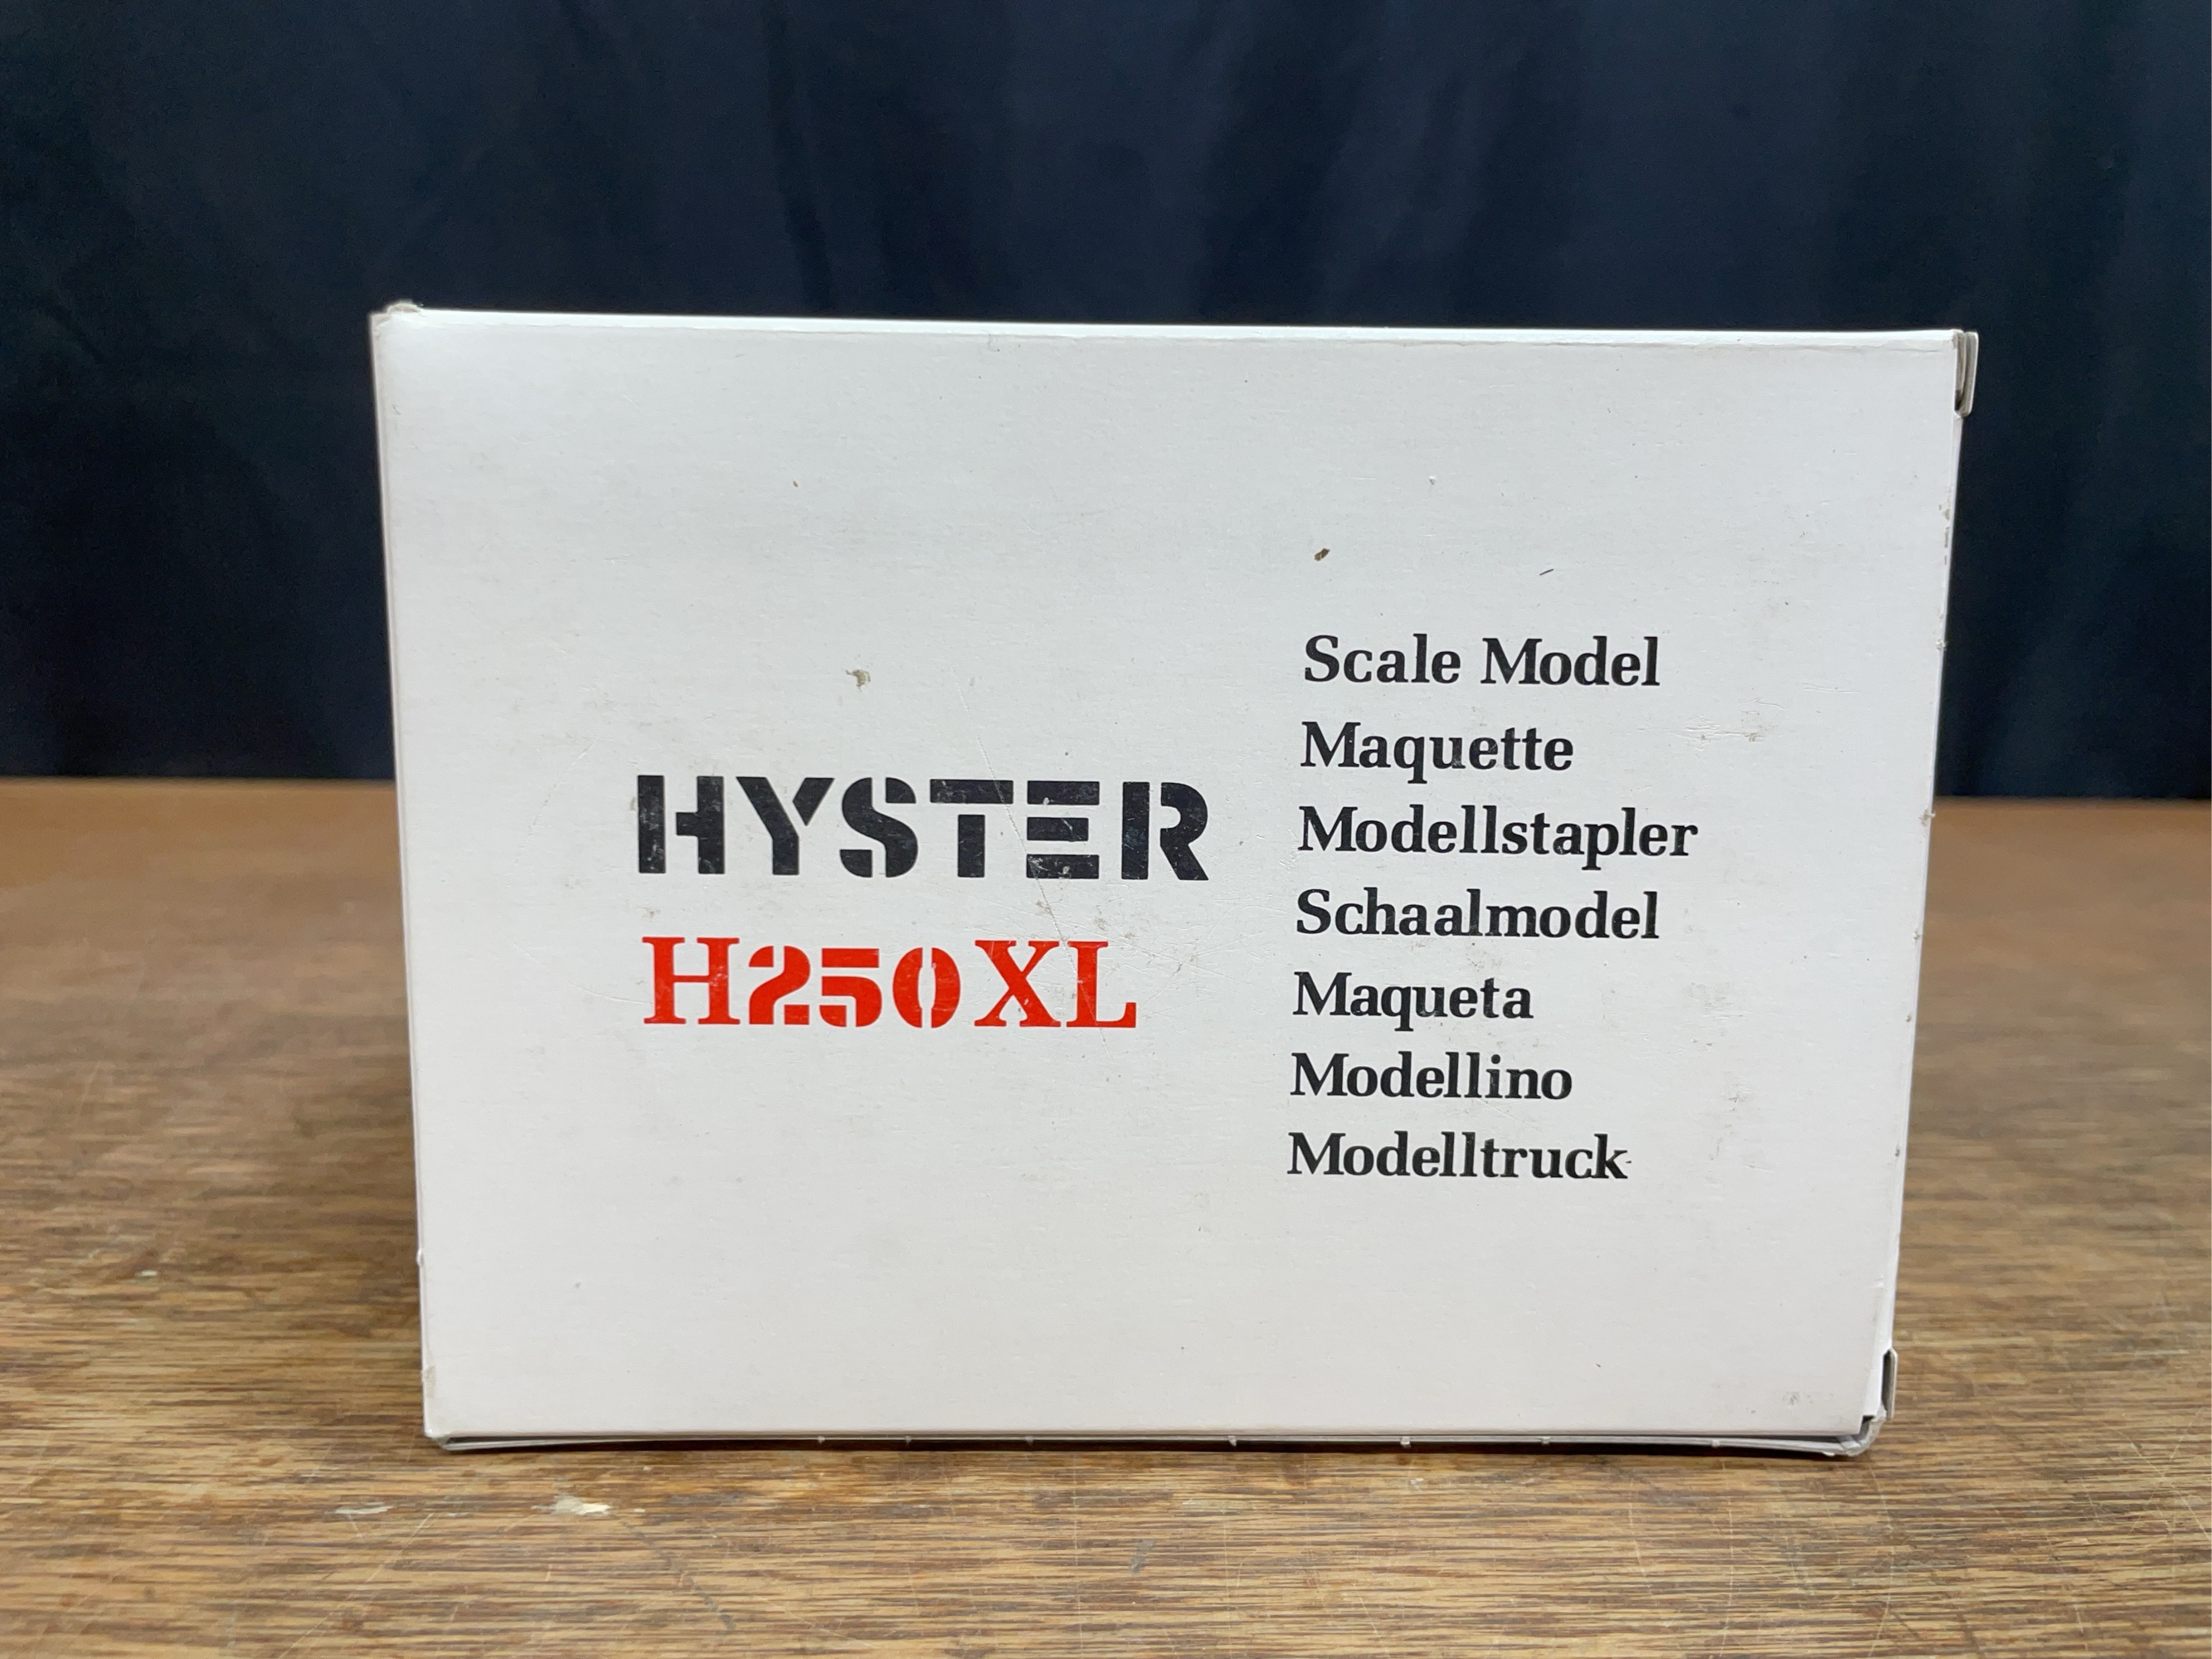 HYSTER
H250XL
Scale Model
Maquette
Modellstapler
Schaalmodel
Maqueta
Modellino
Modelltruck